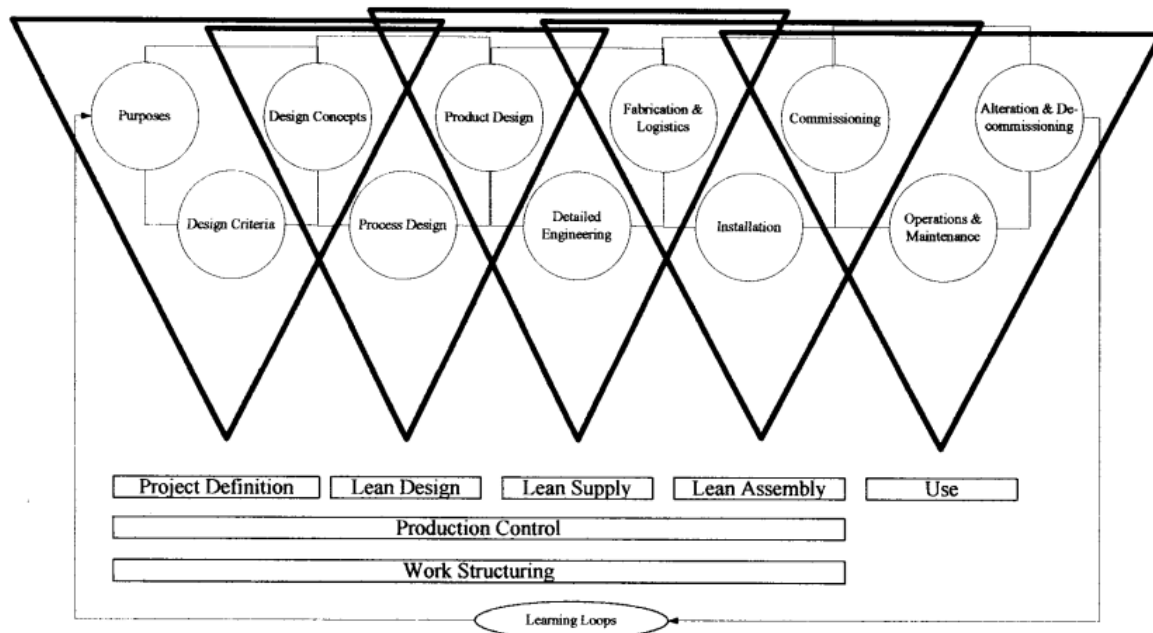 Purposes
Design Concepts
Product Design
Fabrication &
Logistics
Commissioning
Alteration & De-
commissioning
Design Criteria
Process Design
Detailed
Engineering
Installation
Operations &
Maintenance
Project Definition
Lean Design
Lean Supply
Lean Assembly
Use
Production Control
Work Structuring
Learning Loops